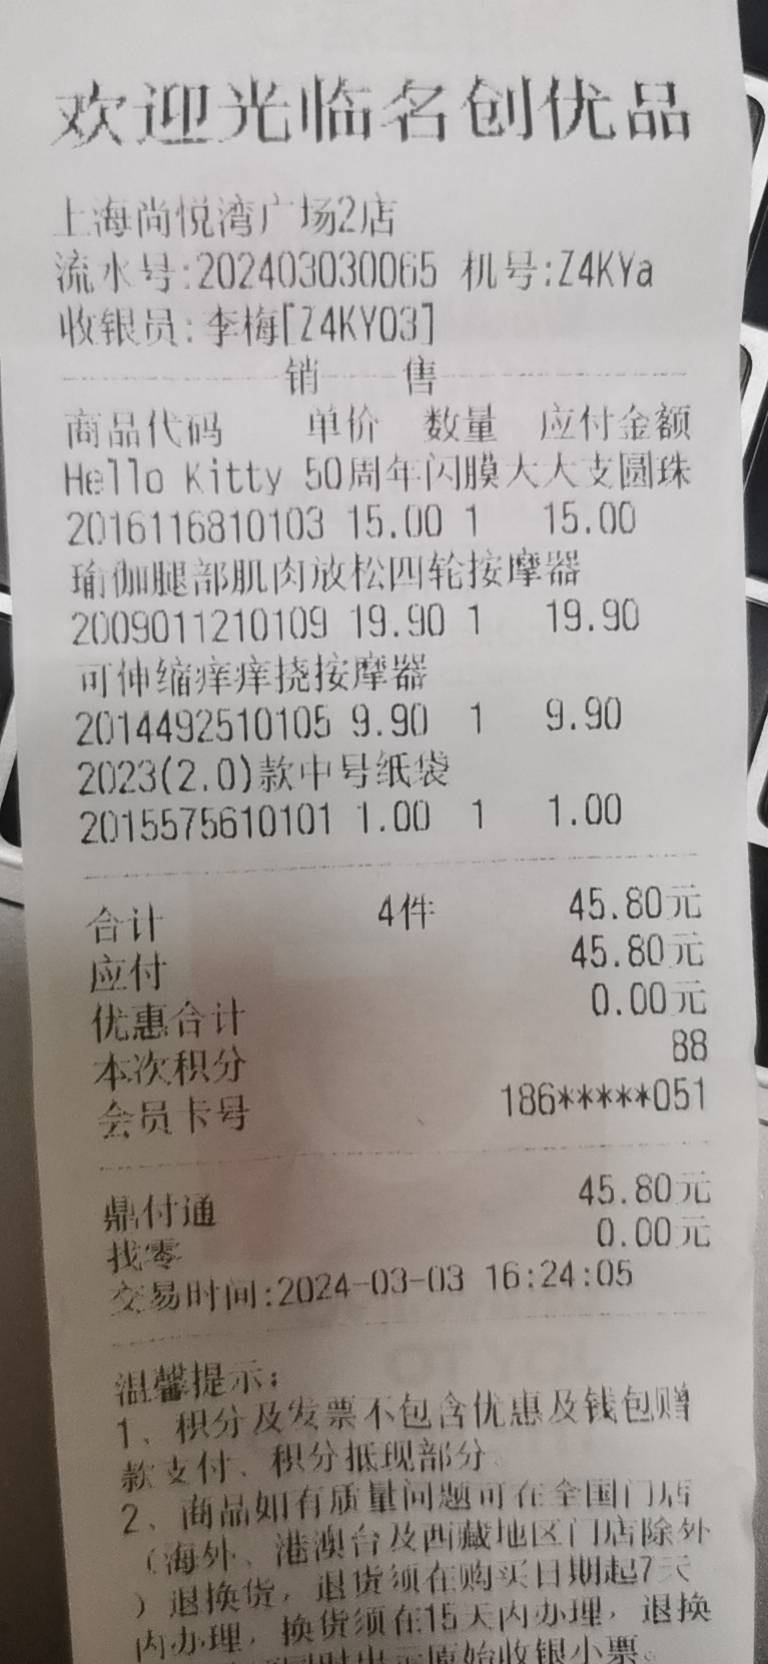 欢迎光临名创优品
上海尚悦湾广场2店
流水号:202403030065 机号:Z4KYa
收银员:李梅[Z4KY03]
销 售
商品代码 单价 数量 应付金额
Hello Kitty 50周年闪膜大大支圆珠
2016116810103 15.00 1 15.00
瑜伽腿部肌肉放松四轮按摩器
2009011210109 19.90 1 19.90
可伸缩痒痒挠按摩器
2014492510105 9.90 1 9.90
2023(2.0)款中号纸袋
2015575610101 1.00 1 1.00
合计 4件 45.80元
应付 45.80元
优惠合计 0.00元
本次积分 88
会员卡号 186*****051
鼎付通 45.80元
找零 0.00元
交易时间:2024-03-03 16:24:05
温馨提示:
1、积分及发票不包含优惠及钱包赠
款支付、积分抵现部分
2、商品如有质量问题可在全国门店
(海外、港澳台及西藏地区门店除外
)退换货，退货须在购买日期起7天
内办理，换货须在15天内办理，退换
原始收银小票。